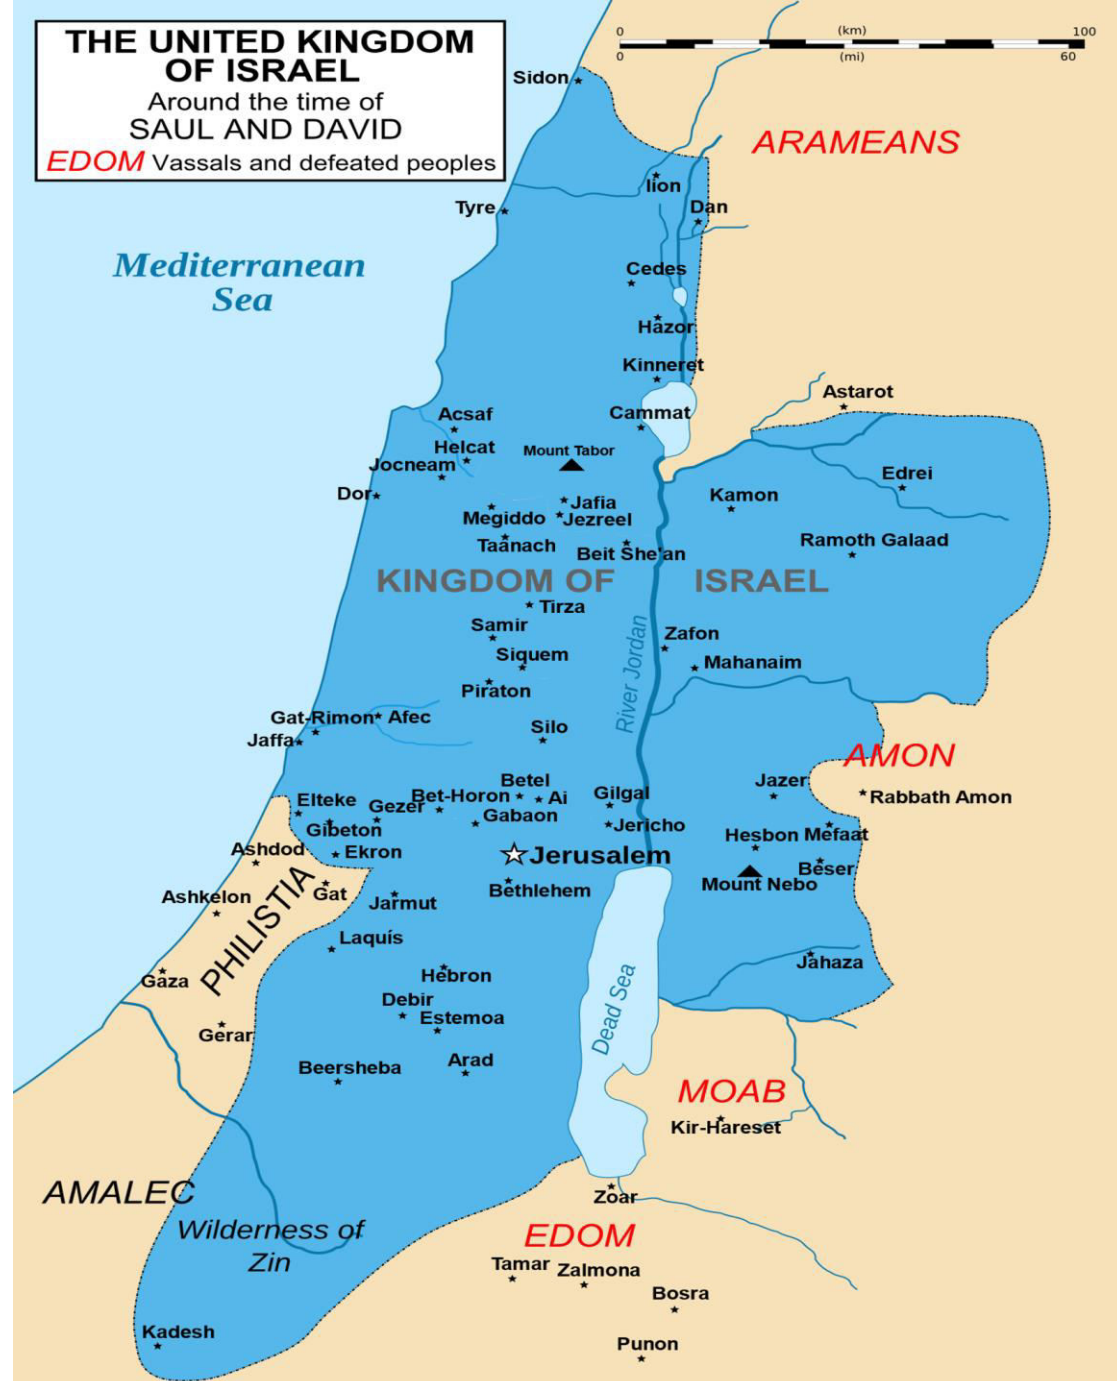 THE UNITED KINGDOM
OF ISRAEL
Around the time of
SAUL AND DAVID
EDOM Vassals and defeated peoples
0 (km) 100
0 (mi) 60
Sidon
ARAMEANS
Iion
Tyre
Dan
Mediterranean
Sea
Cedes
Hazor
Kinneret
Astarot
Acsaf
Cammat
Helcat
Mount Tabor
Jocneam
Edrei
Dor
Kamon
Jafia
Megiddo
Jezreel
Taanach
Ramoth Galaad
Beit She'an
KINGDOM OF ISRAEL
Tirza
Samir
Zafon
Siquem
Mahanaim
River Jordan
Piraton
Gat-Rimon
Afec
Silo
Jaffa
AMON
Betel
Jazer
Rabbath Amon
Elteke
Gezer
Bet-Horon
Ai
Gilgal
Gabaon
Jericho
Gibeton
Hesbon
Mefaat
Ashdod
Ekron
Jerusalem
Beser
Mount Nebo
Bethlehem
Ashkelon
Gat
Jarmut
PHILISTIA
Laquís
Jahaza
Hebron
Gaza
Debir
Dead Sea
Estemoa
Gerar
Arad
Beersheba
MOAB
Kir-Hareset
AMALEC
Zoar
Wilderness of
Zin
EDOM
Tamar
Zalmona
Bosra
Kadesh
Punon